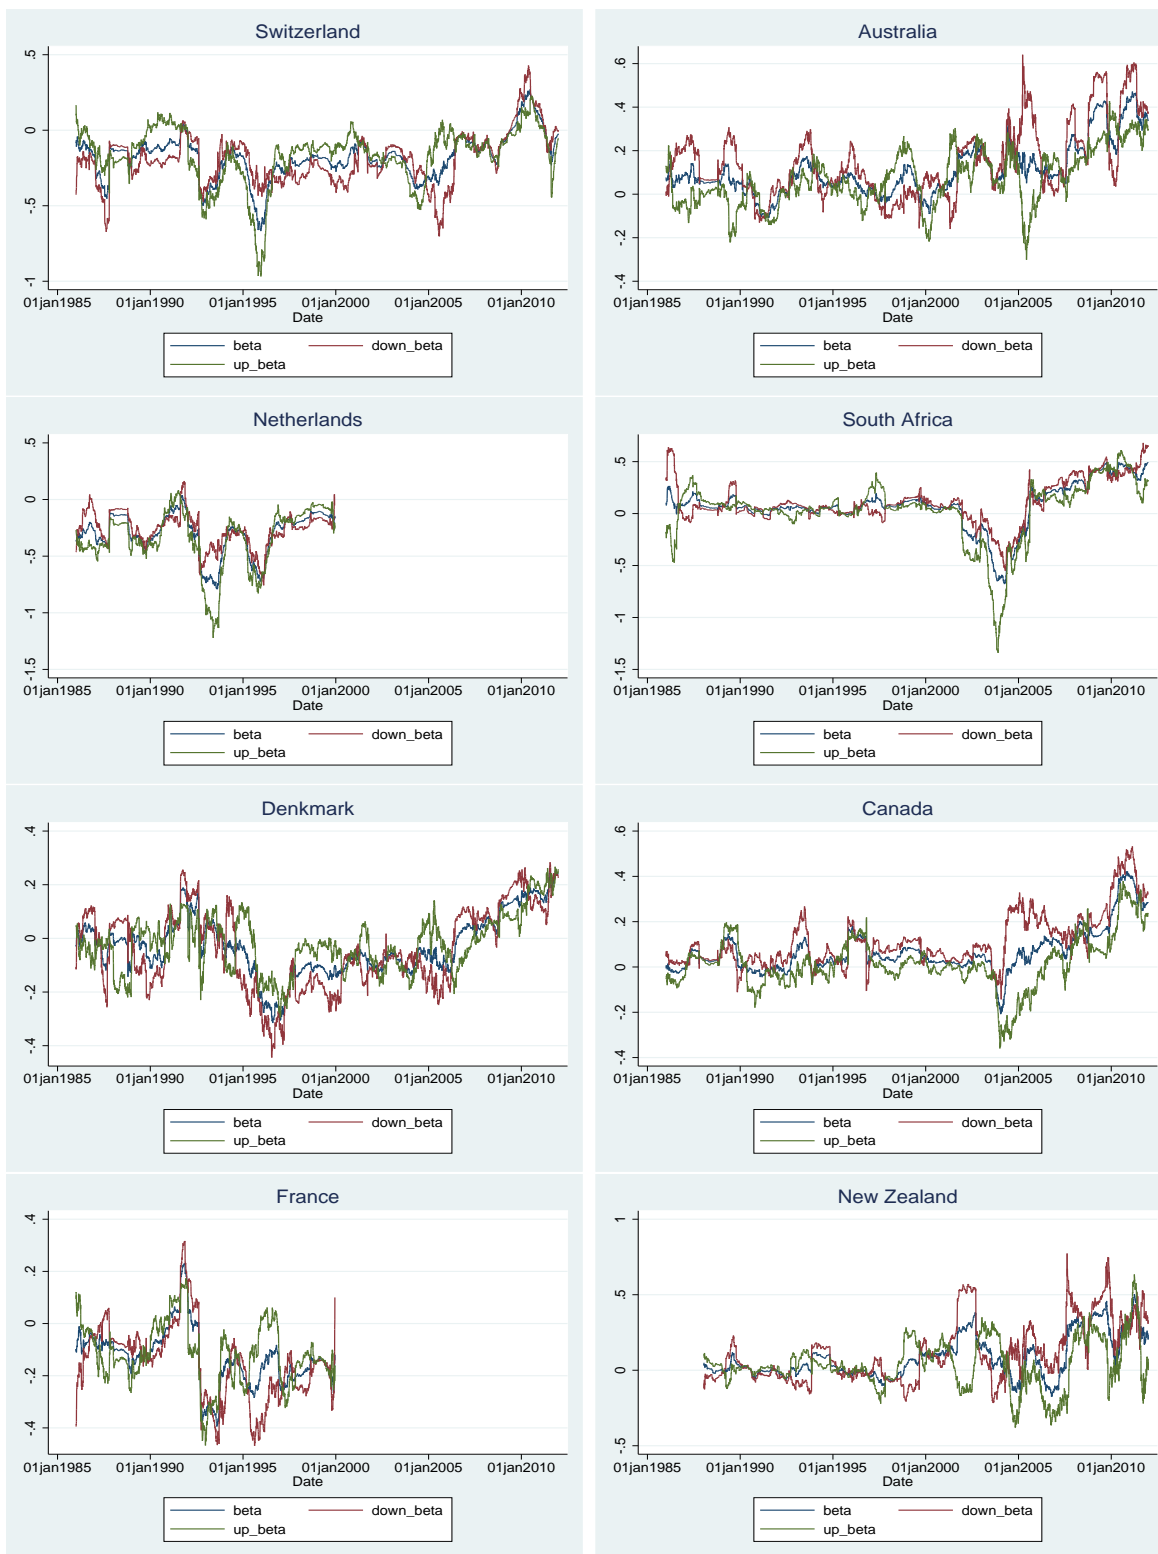 Switzerland
.5
0
-.5
-1
01jan1985 01jan1990 01jan1995 01jan2000 01jan2005 01jan2010
Date
beta down_beta
up_beta
Australia
.6
.4
.2
0
-.2
-.4
01jan1985 01jan1990 01jan1995 01jan2000 01jan2005 01jan2010
Date
beta down_beta
up_beta
Netherlands
.5
0
-.5
-1
-1.5
01jan1985 01jan1990 01jan1995 01jan2000 01jan2005 01jan2010
Date
beta down_beta
up_beta
South Africa
.5
0
-.5
-1
-1.5
01jan1985 01jan1990 01jan1995 01jan2000 01jan2005 01jan2010
Date
beta down_beta
up_beta
Denkmark
.4
.2
0
-.2
-.4
01jan1985 01jan1990 01jan1995 01jan2000 01jan2005 01jan2010
Date
beta down_beta
up_beta
Canada
.6
.4
.2
0
-.2
-.4
01jan1985 01jan1990 01jan1995 01jan2000 01jan2005 01jan2010
Date
beta down_beta
up_beta
France
.4
.2
0
-.2
-.4
01jan1985 01jan1990 01jan1995 01jan2000 01jan2005 01jan2010
Date
beta down_beta
up_beta
New Zealand
1
.5
0
-.5
01jan1985 01jan1990 01jan1995 01jan2000 01jan2005 01jan2010
Date
beta down_beta
up_beta